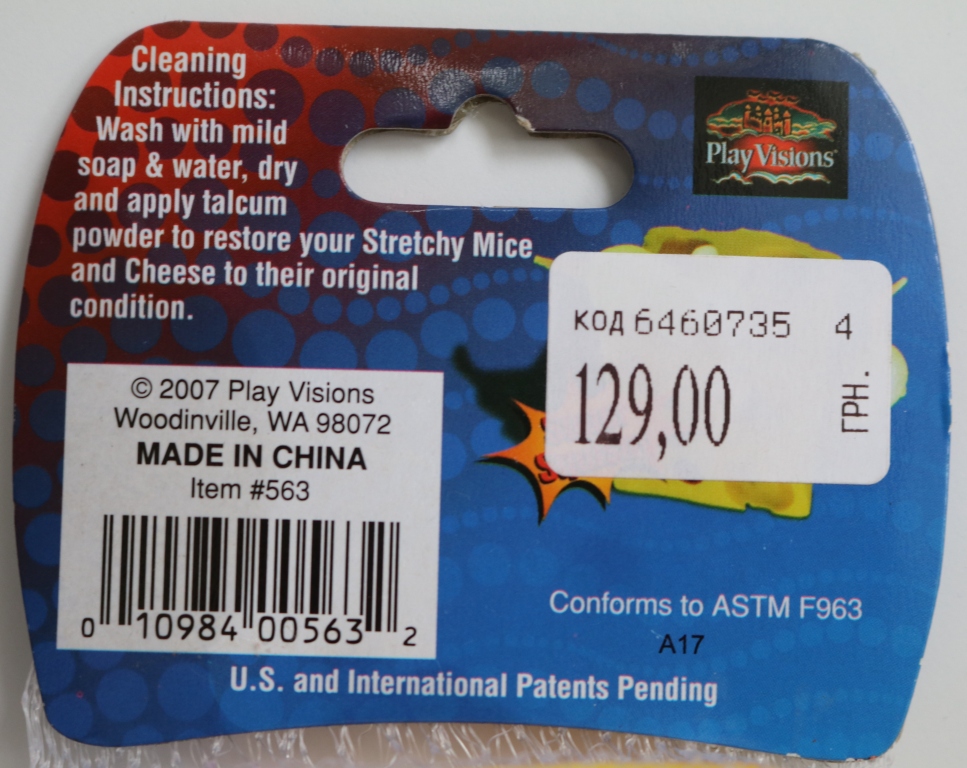 Cleaning
Instructions:
Wash with mild
soap & water, dry
and apply talcum
powder to restore your Stretchy Mice
and Cheese to their original
condition.
Play Visions
код 6460735 4
129,00
ГРН.
© 2007 Play Visions
Woodinville, WA 98072
MADE IN CHINA
Item #563
0 10984 00563 2
Conforms to ASTM F963
A17
U.S. and International Patents Pending